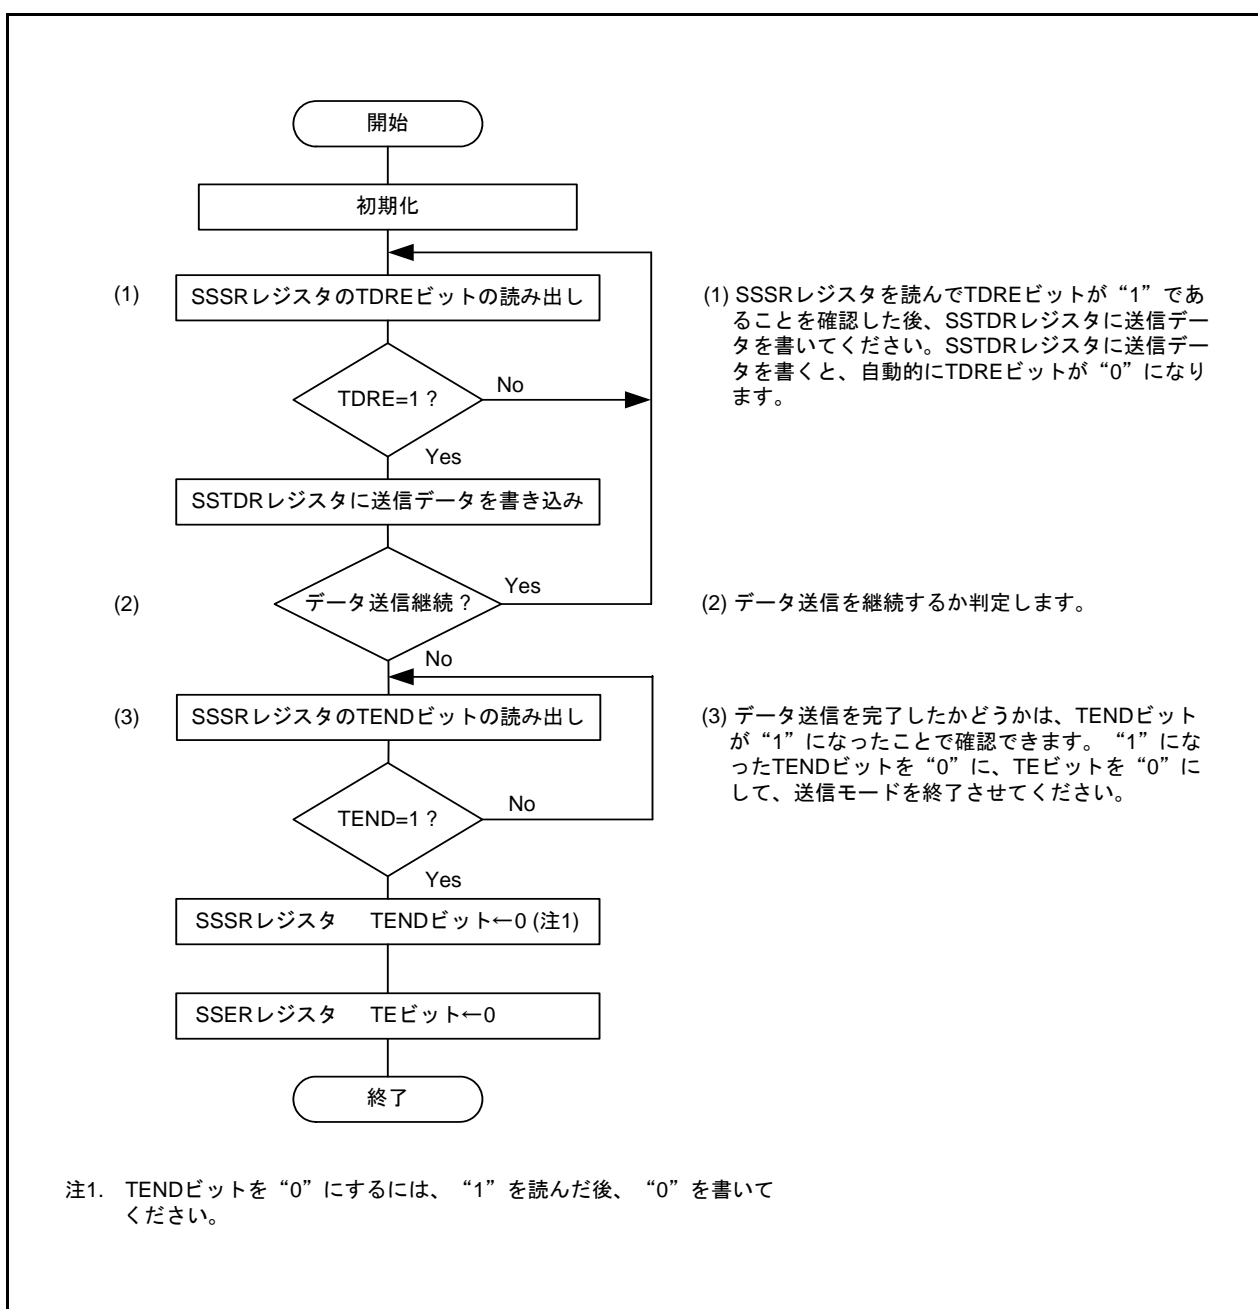 開始
初期化
(1) SSSRレジスタのTDREビットの読み出し
TDRE=1 ?
No
Yes
SSTDRレジスタに送信データを書き込み
(2) データ送信継続 ?
Yes
No
(3) SSSRレジスタのTENDビットの読み出し
TEND=1 ?
No
Yes
SSSRレジスタ TENDビット←0 (注1)
SSERレジスタ TEビット←0
終了
(1) SSSRレジスタを読んでTDREビットが“1”であ
ることを確認した後、SSTDRレジスタに送信デー
タを書いてください。SSTDRレジスタに送信デー
タを書くと、自動的にTDREビットが“0”になり
ます。
(2) データ送信を継続するか判定します。
(3) データ送信を完了したかどうかは、TENDビット
が“1”になったことで確認できます。“1”にな
ったTENDビットを“0”に、TEビットを“0”に
して、送信モードを終了させてください。
注1. TENDビットを“0”にするには、“1”を読んだ後、“0”を書いて
ください。